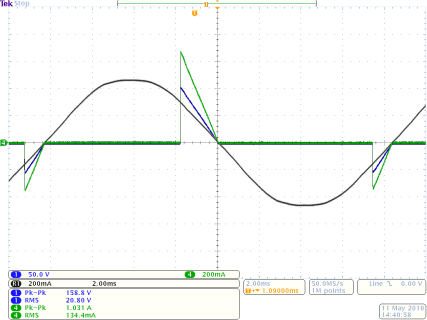 Tek Stop
T
T
4
1 50.0 V 4 200mA
R1 200mA 2.00ms
2.00ms
T 1.09000ms
50.0MS/s
1M points
Line 0.00 V
1 Pk-Pk 158.8 V
1 RMS 20.80 V
4 Pk-Pk 1.031 A
4 RMS 134.4mA
11 May 2010
14:40:58